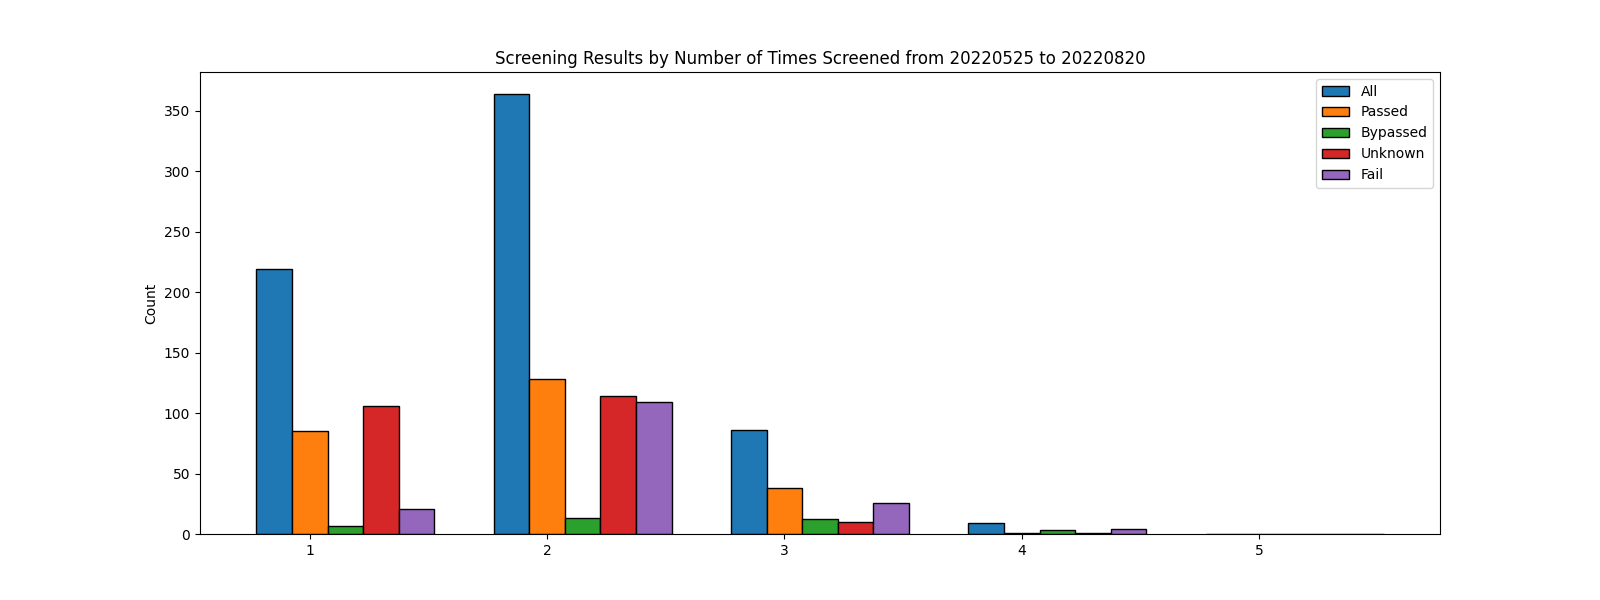 Screening Results by Number of Times Screened from 20220525 to 20220820
All
Passed
Bypassed
Unknown
Fail
Count
350
300
250
200
150
100
50
0
1 2 3 4 5